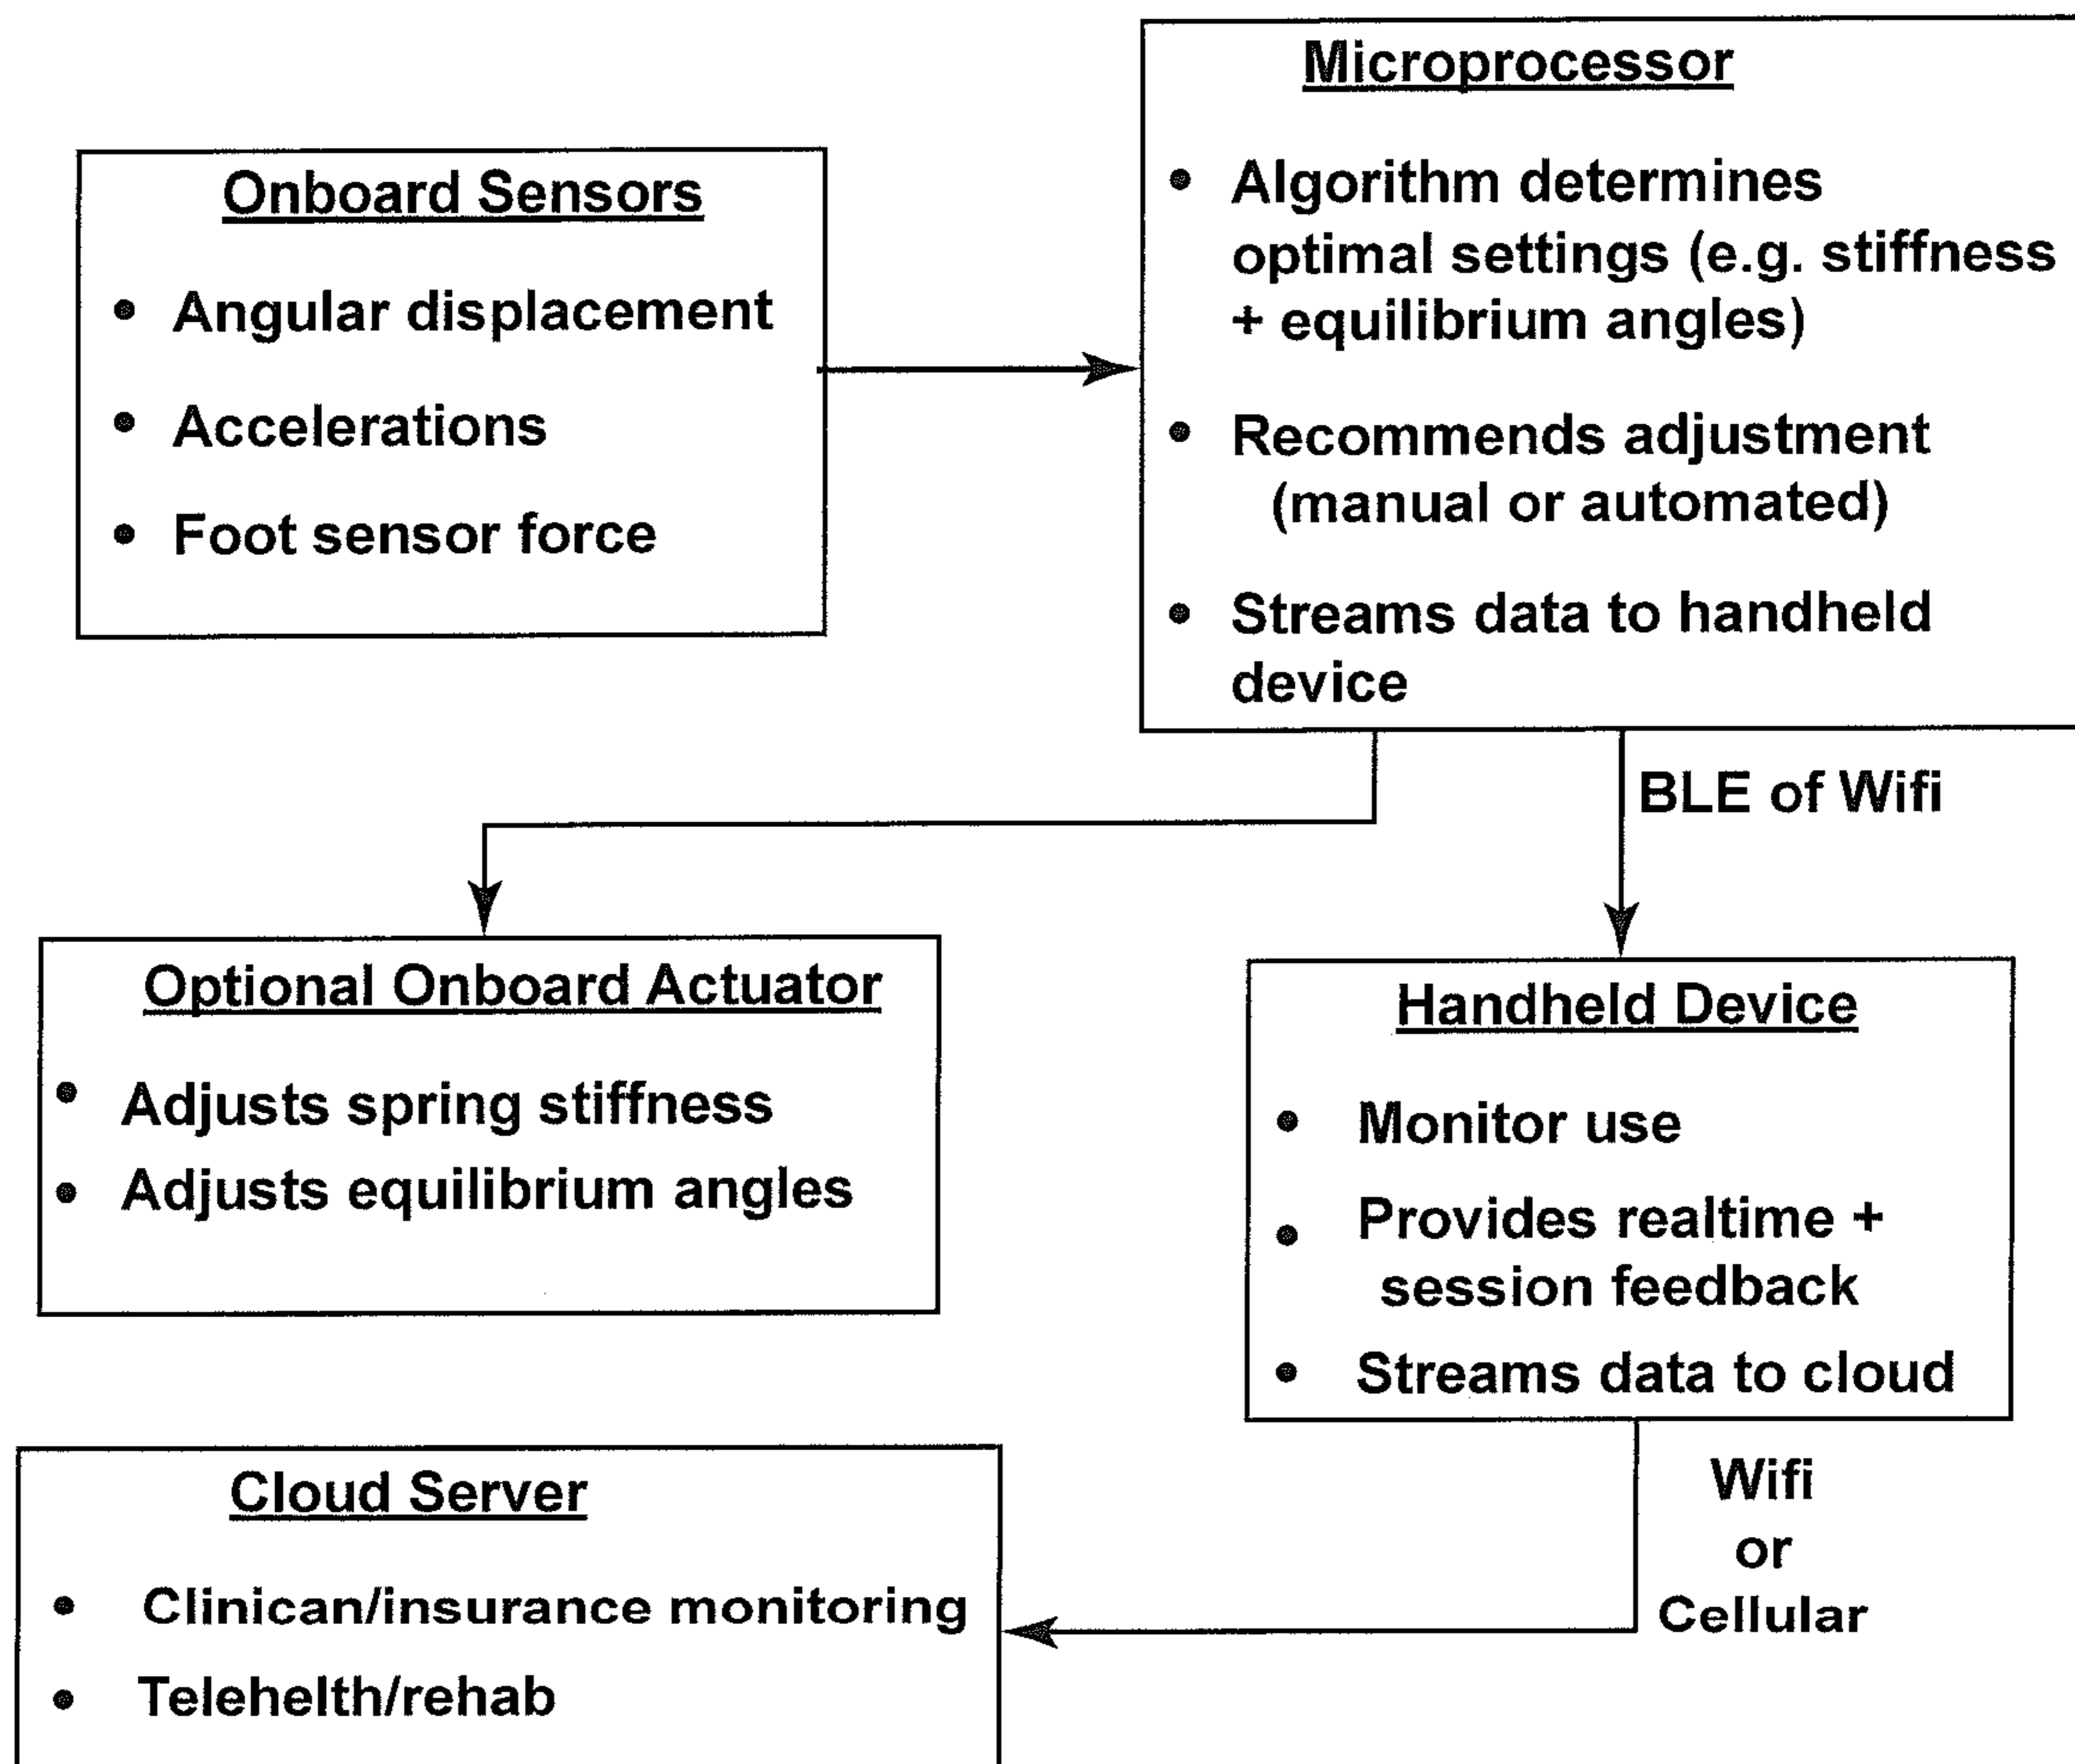 Microprocessor
• Algorithm determines
optimal settings (e.g. stiffness
+ equilibrium angles)
• Recommends adjustment
(manual or automated)
• Streams data to handheld
device
Onboard Sensors
• Angular displacement
• Accelerations
• Foot sensor force
BLE of Wifi
Optional Onboard Actuator
• Adjusts spring stiffness
• Adjusts equilibrium angles
Handheld Device
• Monitor use
• Provides realtime +
session feedback
• Streams data to cloud
Wifi
or
Cellular
Cloud Server
• Clinican/insurance monitoring
• Telehelth/rehab